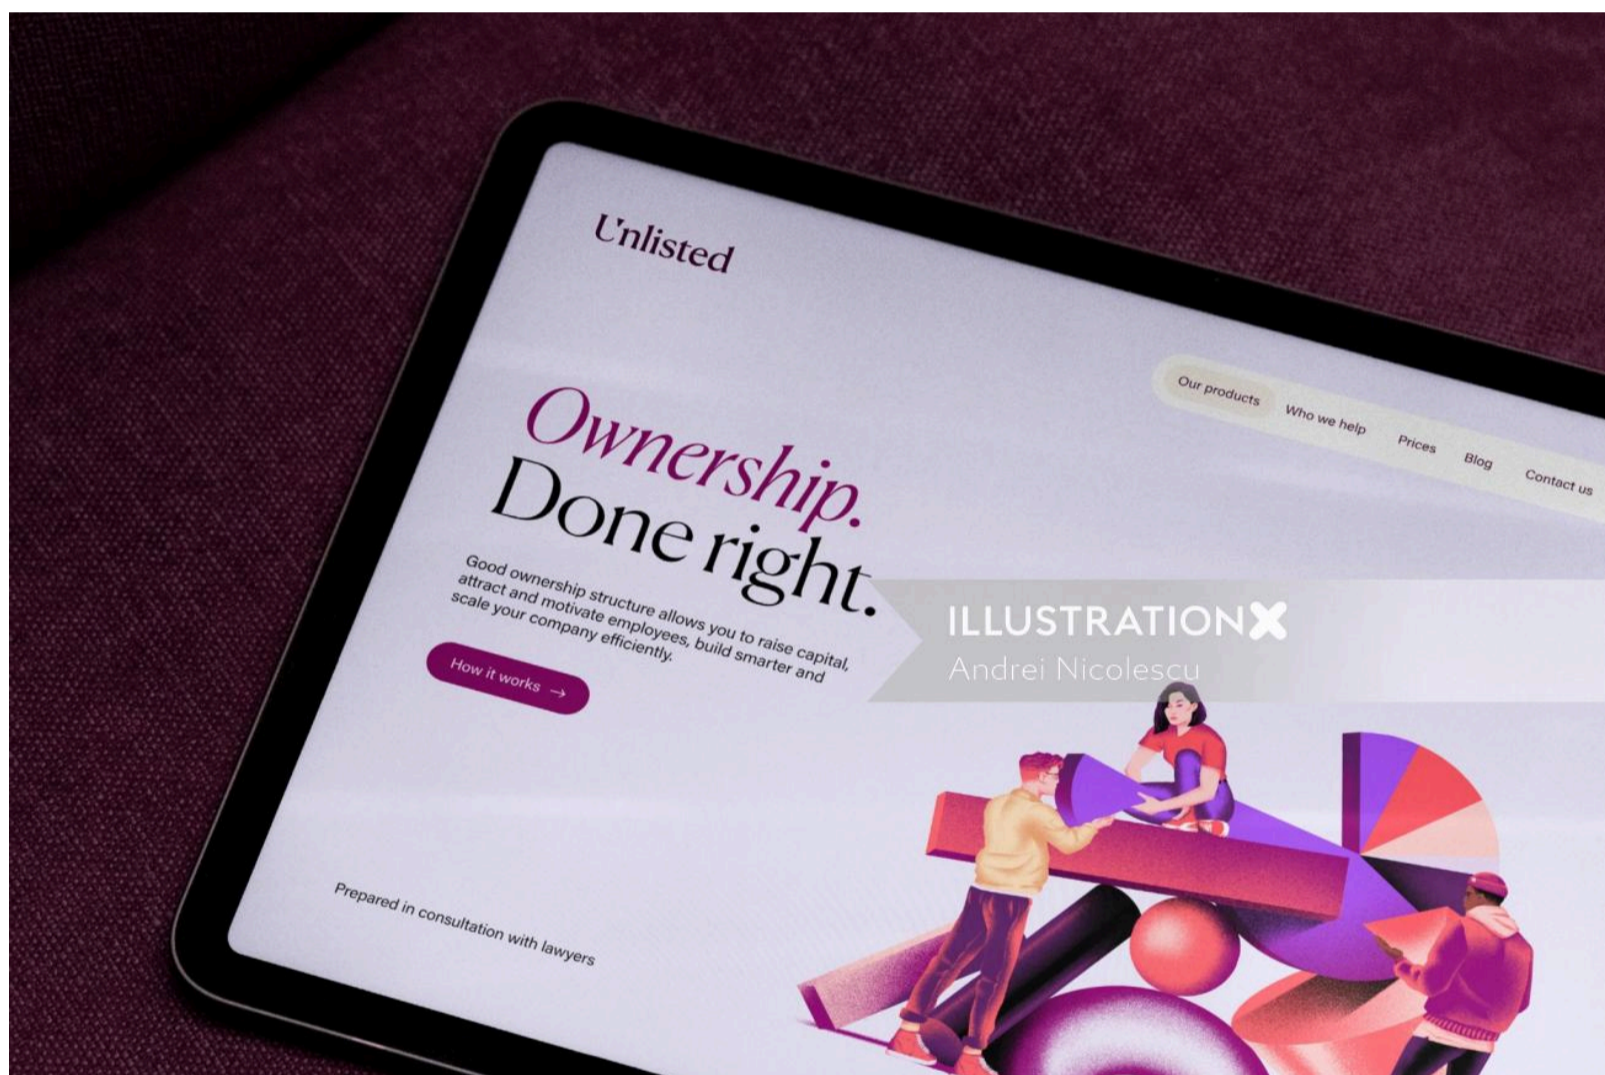 Unlisted
Our products Who we help Prices Blog Contact us
Ownership.
Done right.
Good ownership structure allows you to raise capital,
attract and motivate employees, build smarter and
scale your company efficiently.
How it works →
ILLUSTRATIONX
Andrei Nicolescu
Prepared in consultation with lawyers